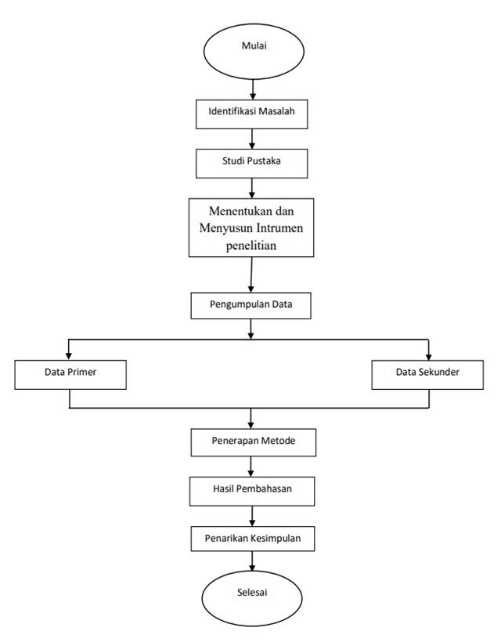 Mulai
Identifikasi Masalah
Studi Pustaka
Menentukan dan
Menyusun Intrumen
penelitian
Pengumpulan Data
Data Primer
Data Sekunder
Penerapan Metode
Hasil Pembahasan
Penarikan Kesimpulan
Selesai